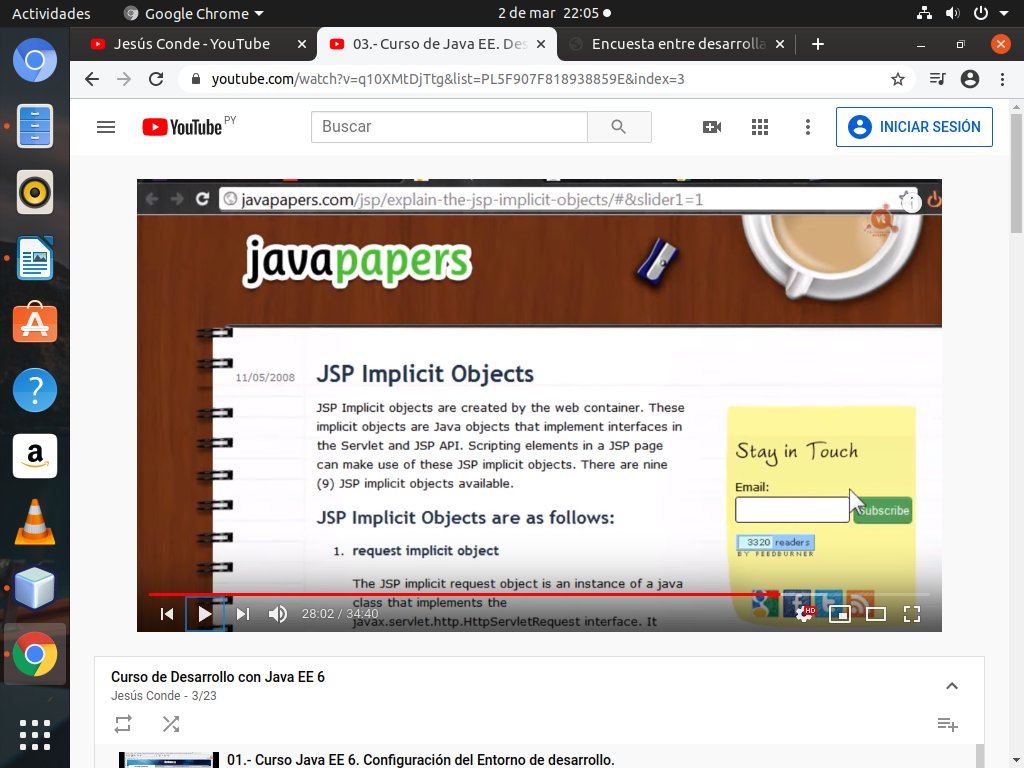 Actividades
Google Chrome
2 de mar 22:05
Jesús Conde - YouTube
03.- Curso de Java EE. Des
Encuesta entre desarrolla
youtube.com/watch?v=q10XMtDjTtg&list=PL5F907F818938859E&index=3
YouTube PY
Buscar
INICIAR SESIÓN
javapapers.com/jsp/explain-the-jsp-implicit-objects/#&slider1=1
javapapers
11/05/2008
JSP Implicit Objects
JSP Implicit objects are created by the web container. These
implicit objects are Java objects that implement interfaces in
the Servlet and JSP API. Scripting elements in a JSP page
can make use of these JSP implicit objects. There are nine
(9) JSP implicit objects available.
Stay in Touch
Email:
Subscribe
3320 readers
BY FEEDBURNER
JSP Implicit Objects are as follows:
1. request implicit object
The JSP implicit request object is an instance of a java
class that implements the
javax.servlet.http.HttpServletRequest interface. It
28:02 / 34:40
HD
Curso de Desarrollo con Java EE 6
Jesús Conde - 3/23
01.- Curso Java EE 6. Configuración del Entorno de desarrollo.